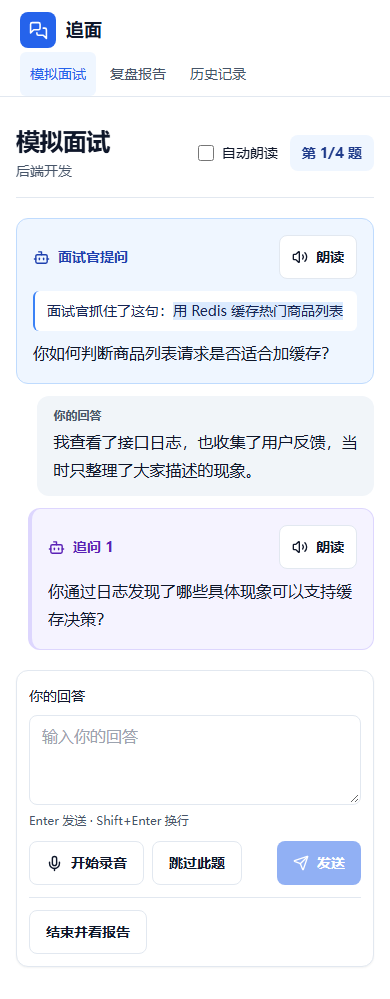 追面
模拟面试 复盘报告 历史记录
模拟面试
后端开发
自动朗读
第 1/4 题
面试官提问
朗读
面试官抓住了这句：用 Redis 缓存热门商品列表
你如何判断商品列表请求是否适合加缓存？
你的回答
我查看了接口日志，也收集了用户反馈，当
时只整理了大家描述的现象。
追问 1
朗读
你通过日志发现了哪些具体现象可以支持缓
存决策？
你的回答
输入你的回答
Enter 发送 · Shift+Enter 换行
开始录音
跳过此题
发送
结束并看报告